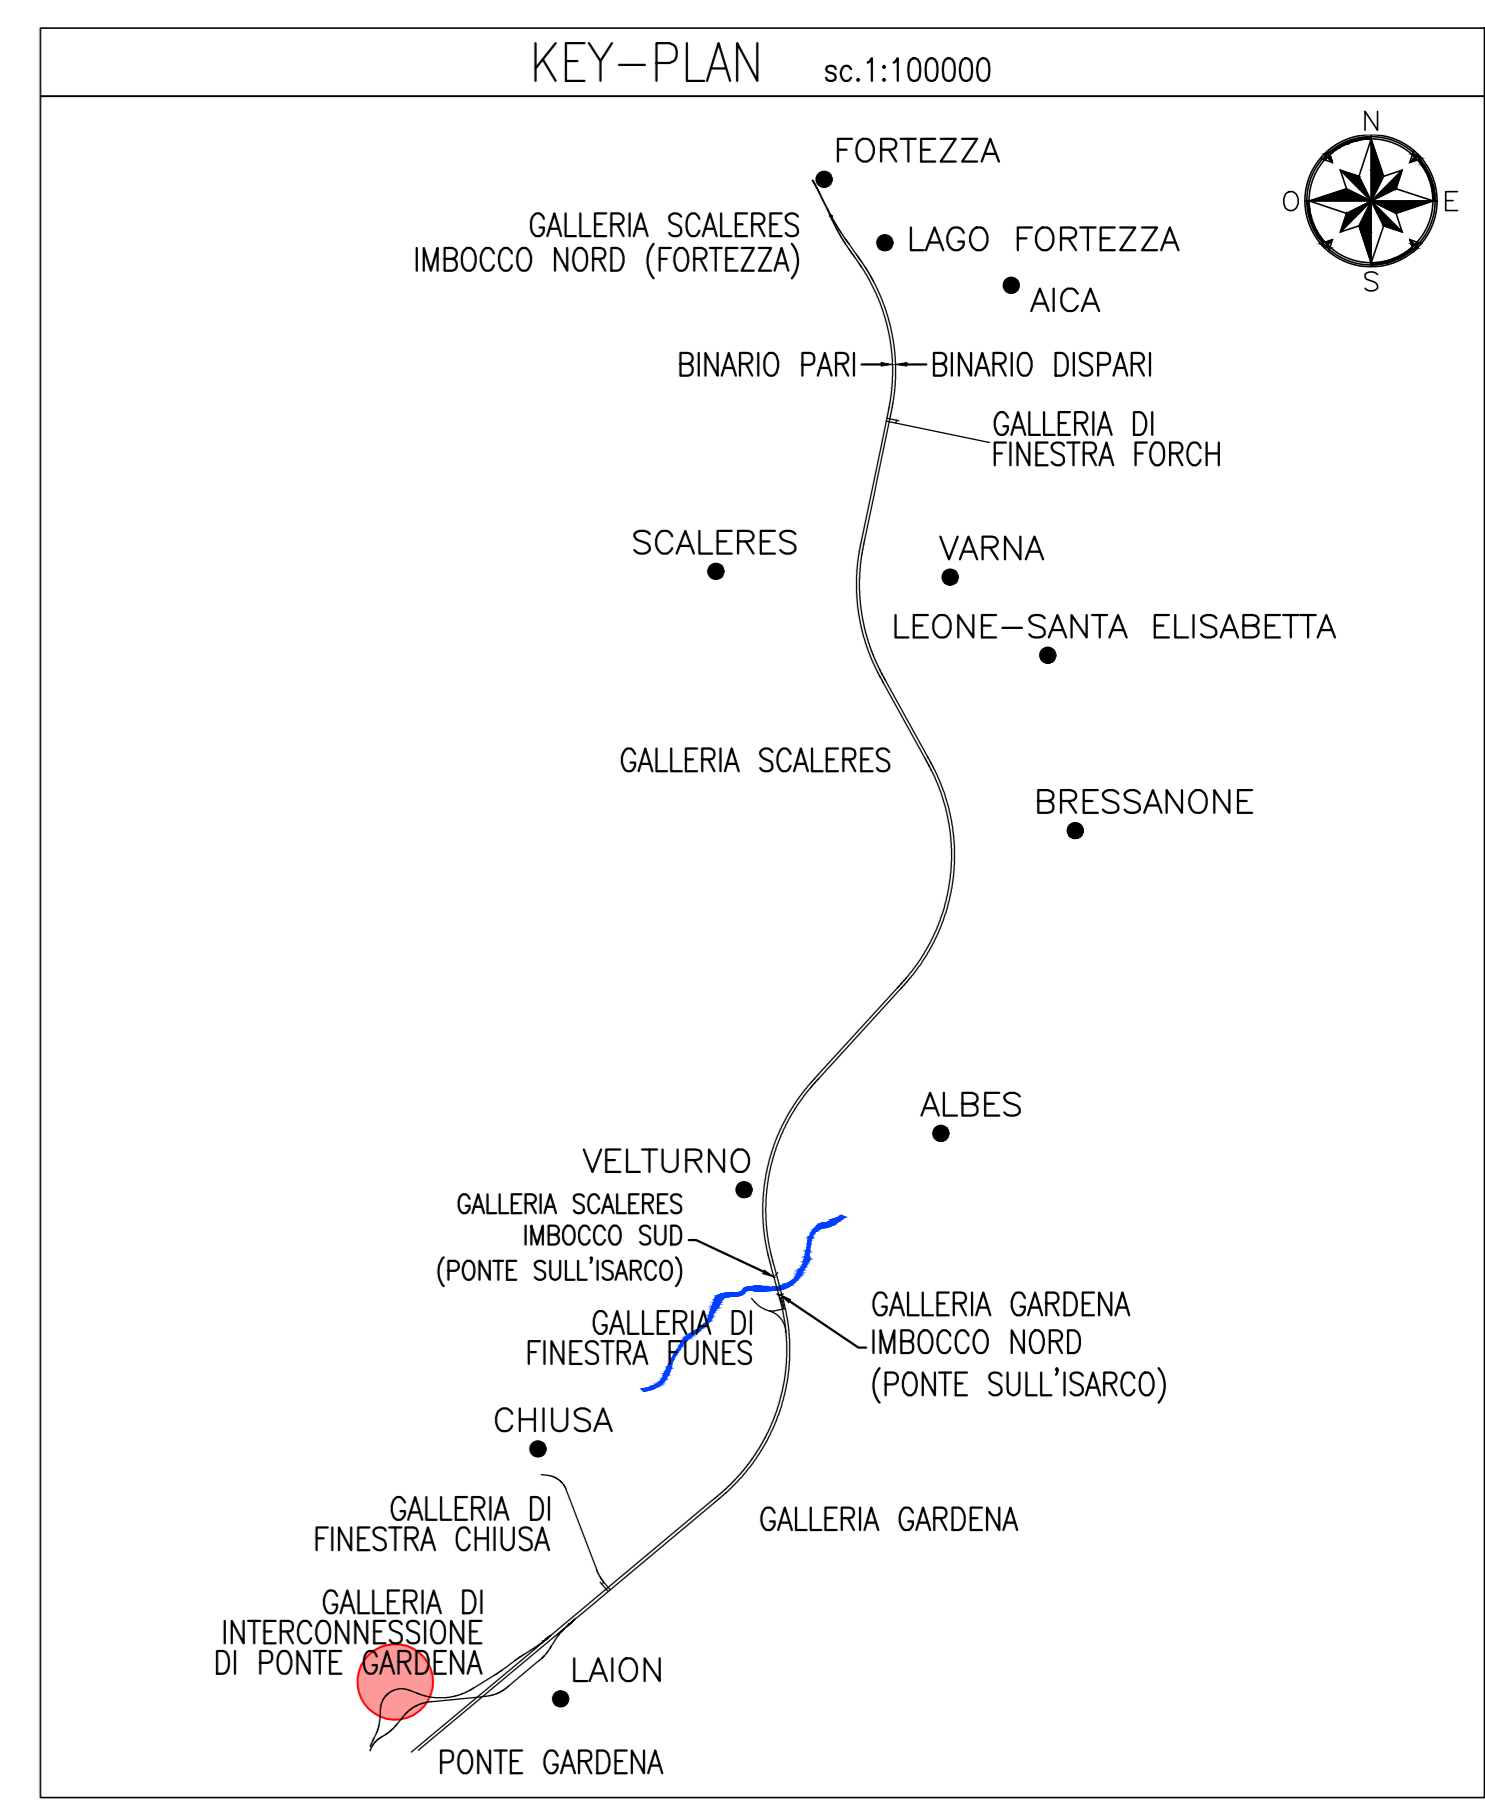 KEY-PLAN sc.1:100000
N
O
E
S
FORTEZZA
GALLERIA SCALERES
IMBOCCO NORD (FORTEZZA)
LAGO FORTEZZA
AICA
BINARIO PARI
BINARIO DISPARI
GALLERIA DI
FINESTRA FORCH
SCALERES
VARNA
LEONE-SANTA ELISABETTA
GALLERIA SCALERES
BRESSANONE
ALBES
VELTURNO
GALLERIA SCALERES
IMBOCCO SUD
(PONTE SULL'ISARCO)
GALLERIA DI
FINESTRA FUNES
GALLERIA GARDENA
IMBOCCO NORD
(PONTE SULL'ISARCO)
CHIUSA
GALLERIA DI
FINESTRA CHIUSA
GALLERIA GARDENA
GALLERIA DI
INTERCONNESSIONE
DI PONTE GARDENA
LAION
PONTE GARDENA